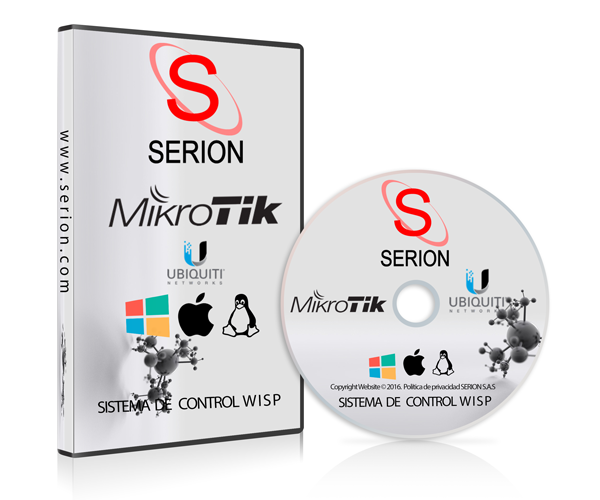 www.serion.com
S
SERION
MikroTik
U
UBIQUITI
NETWORKS
SISTEMA DE CONTROL WISP
S
SERION
MikroTik
U
UBIQUITI
NETWORKS
Copyright Website © 2016. Política de privacidad SERION S,A,S
SISTEMA DE CONTROL WISP